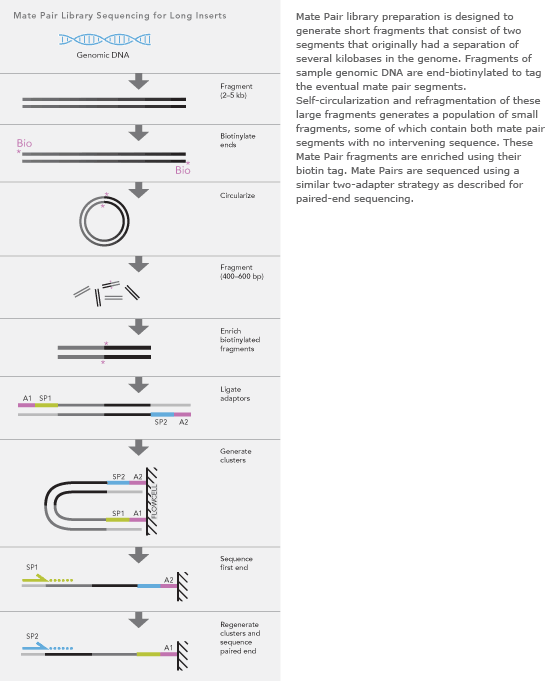 Mate Pair Library Sequencing for Long Inserts
Genomic DNA
Fragment
(2–5 kb)
Biotinylate
ends
Bio
*
*
Bio
Circularize
*
*
Fragment
(400–600 bp)
Enrich
biotinylated
fragments
*
*
Ligate
adaptors
A1 SP1
SP2 A2
Generate
clusters
SP2 A2
SP1 A1
FLOWCELL
Sequence
first end
SP1
A2
Regenerate
clusters and
sequence
paired end
SP2
A1
Mate Pair library preparation is designed to
generate short fragments that consist of two
segments that originally had a separation of
several kilobases in the genome. Fragments of
sample genomic DNA are end-biotinylated to tag
the eventual mate pair segments.
Self-circularization and refragmentation of these
large fragments generates a population of small
fragments, some of which contain both mate pair
segments with no intervening sequence. These
Mate Pair fragments are enriched using their
biotin tag. Mate Pairs are sequenced using a
similar two-adapter strategy as described for
paired-end sequencing.